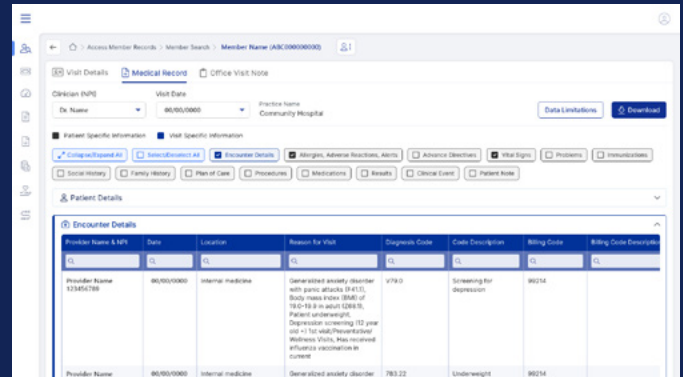 Access Member Records > Member Search > Member Name (ABC000000000)
Visit Details Medical Record Office Visit Note
Clinician (NPI) Visit Date
Dr. Name 00/00/0000 Practice Name
Community Hospital
Data Limitations Download
Patient Specific Information Visit Specific Information
Collapse/Expand All Select/Deselect All Encounter Details Allergies, Adverse Reactions, Alerts Advance Directives Vital Signs Problems Immunizations
Social History Family History Plan of Care Procedures Medications Results Clinical Event Patient Note
Patient Details
Encounter Details
Provider Name & NPI Date Location Reason for Visit Diagnosis Code Code Description Billing Code Billing Code Description
Provider Name 00/00/0000 Internal medicine Generalized anxiety disorder V79.0 Screening for 99214
123456789 with panic attacks (F41.1), depression
Body mass index (BMI) of
19.0-19.9 in adult (Z68.1),
Patient underweight,
Depression screening (12 year
old +) 1st visit/Preventative/
Wellness Visits, Has received
influenza vaccination in
current
Provider Name 00/00/0000 Internal medicine Generalized anxiety disorder 783.22 Underweight 99214